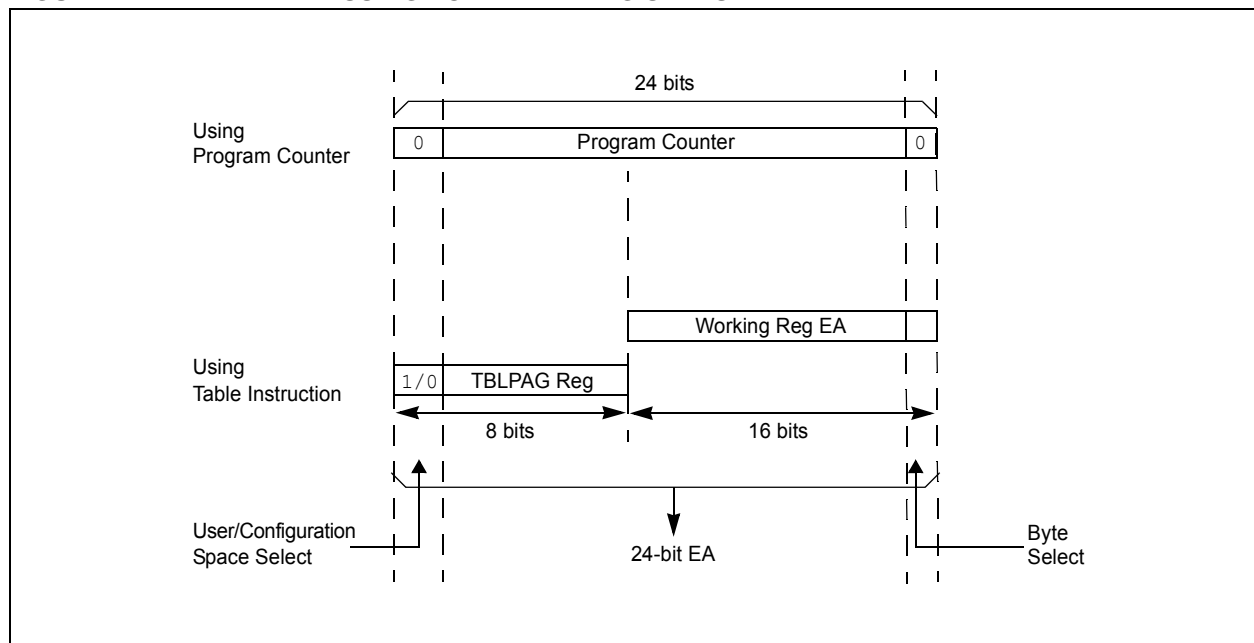 24 bits
Using
Program Counter
0
Program Counter
0
Working Reg EA
Using
Table Instruction
1/0
TBLPAG Reg
8 bits
16 bits
User/Configuration
Space Select
24-bit EA
Byte
Select